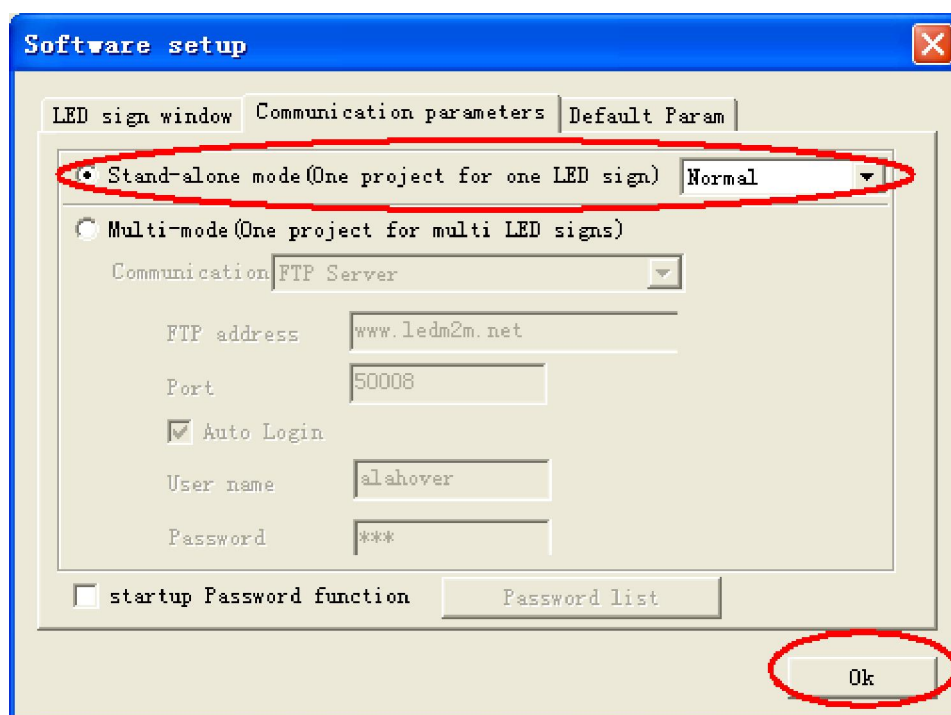 Software setup
LED sign window Communication parameters Default Param
Stand-alone mode(One project for one LED sign) Normal
Multi-mode(One project for multi LED signs)
Communication FTP Server
FTP address www.ledm2m.net
Port 50008
Auto Login
User name alahover
Password ***
startup Password function Password list
Ok